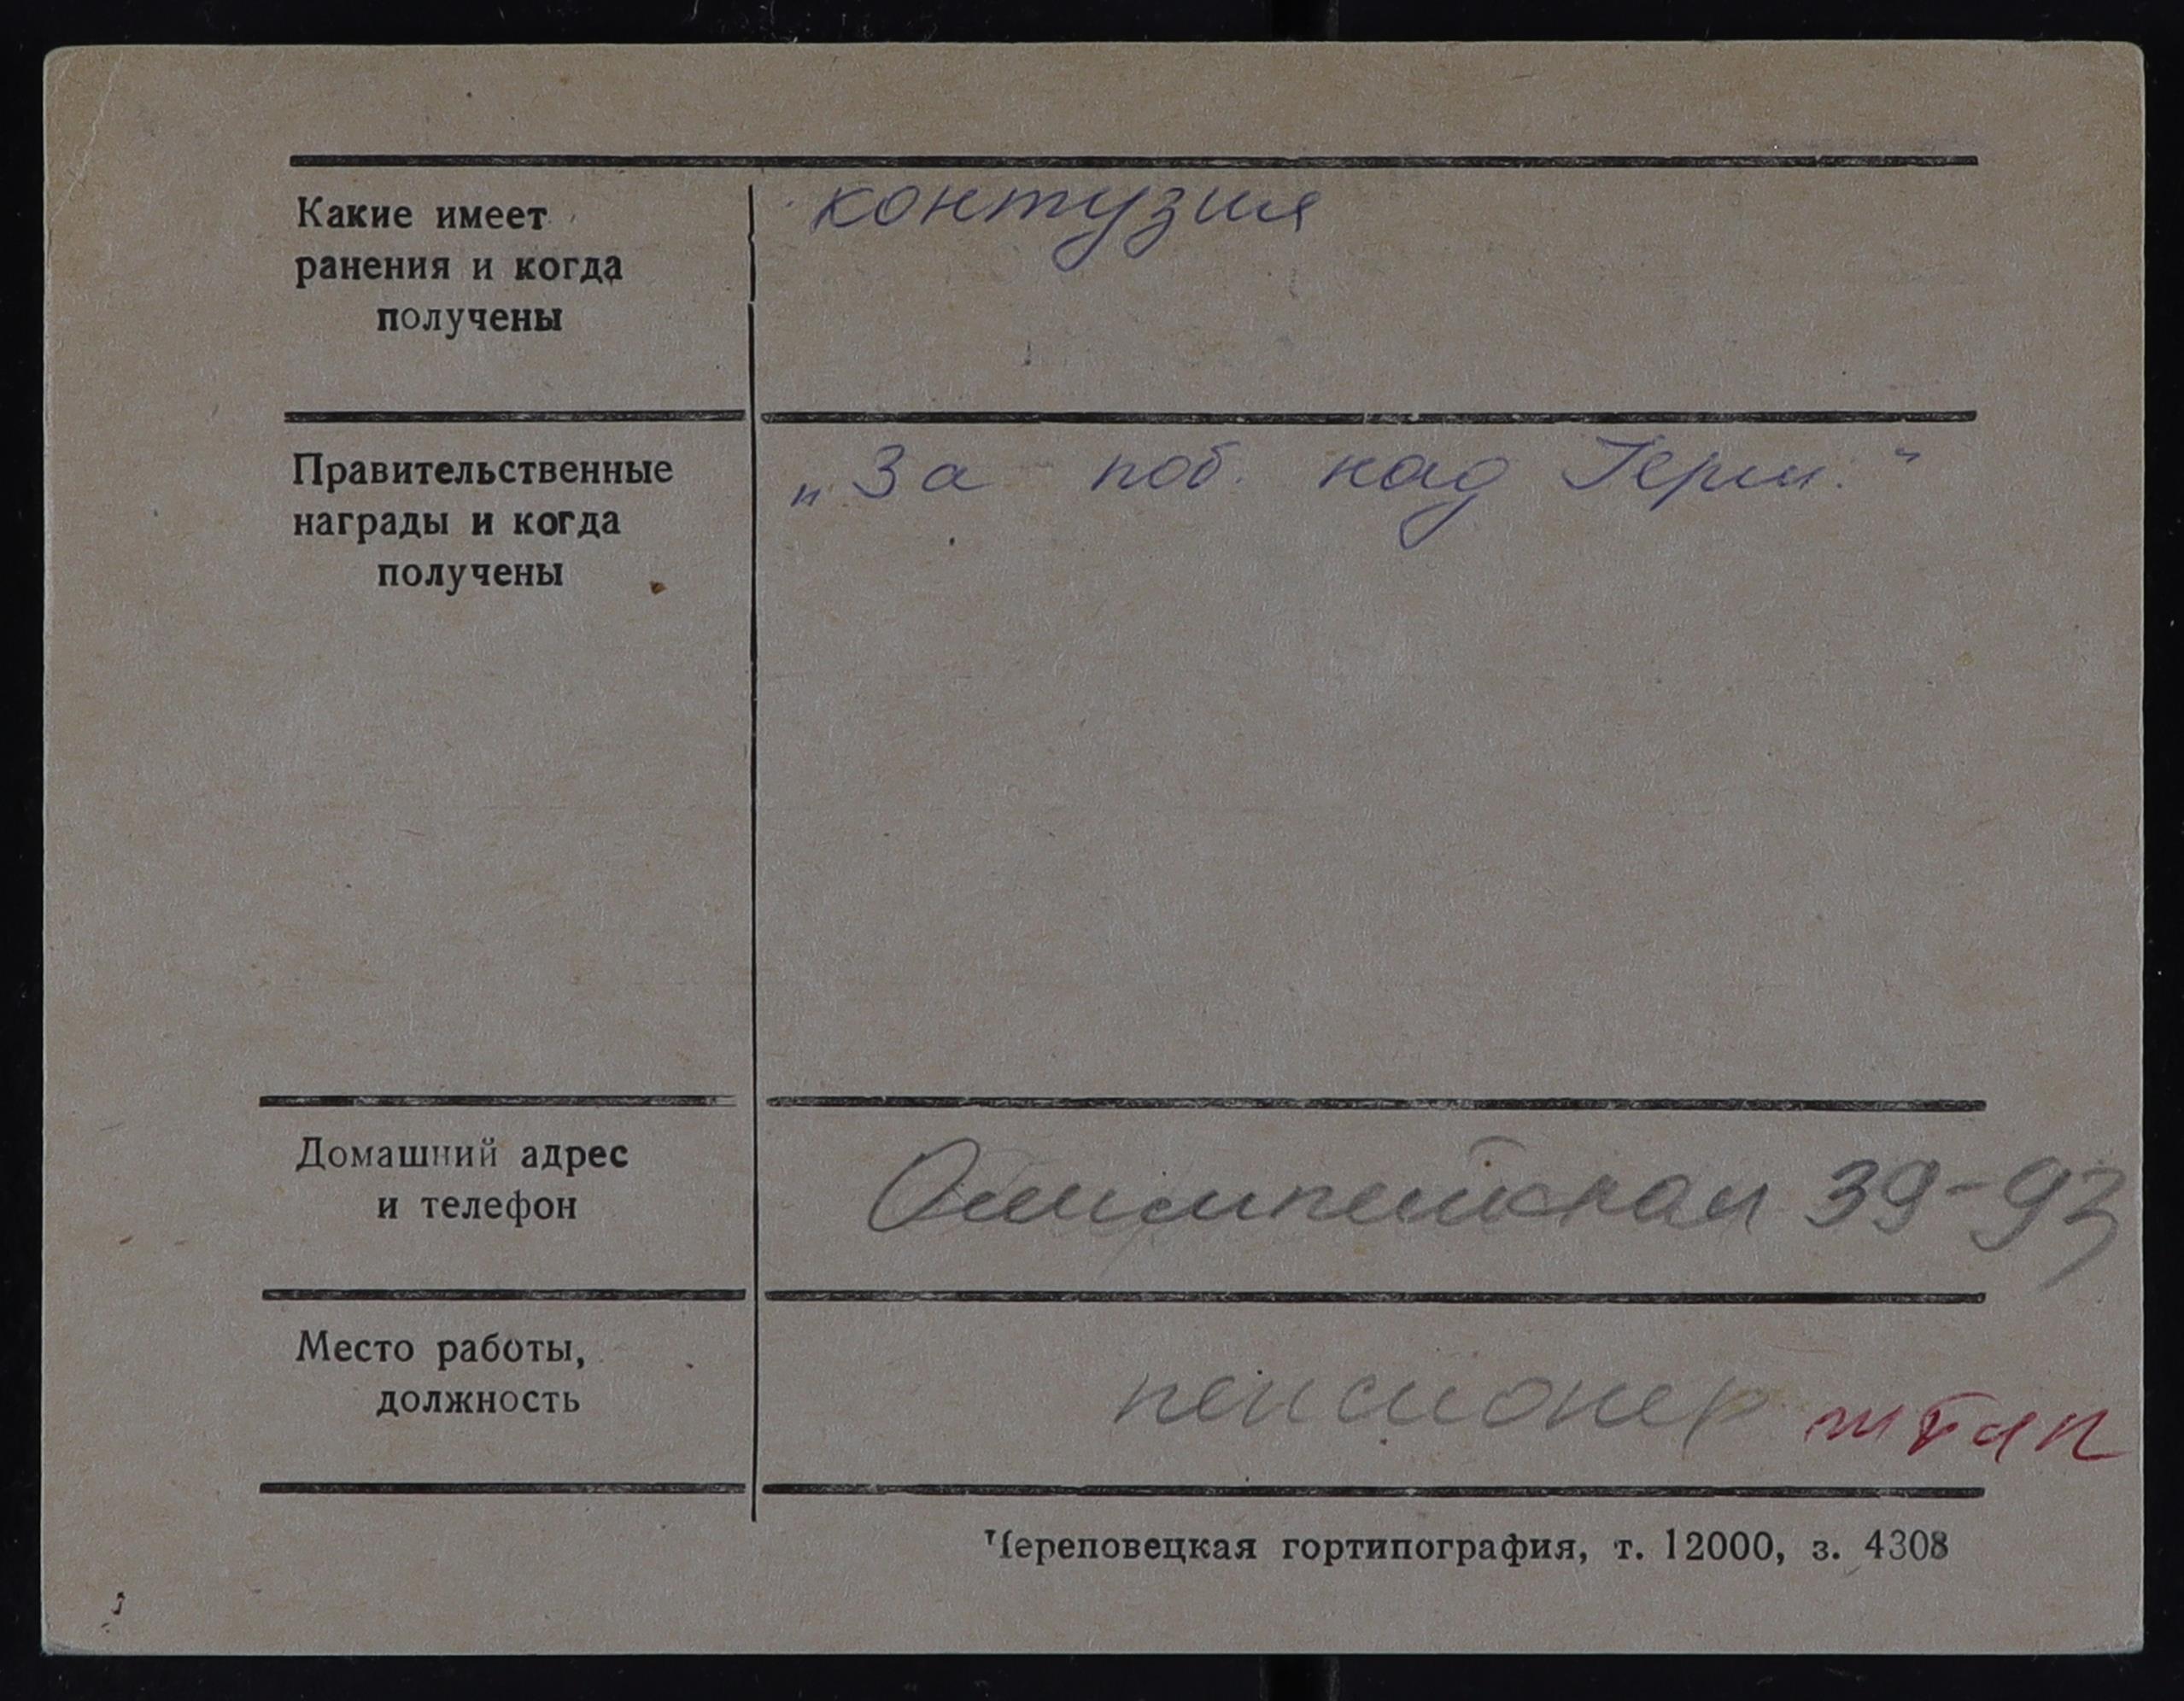 Какие имеет
ранения и когда
получены
контузия
Правительственные
награды и когда
получены
„За поб. над Герм."
Домашний адрес
и телефон
Олимпейская 39-93
Место работы,
должность
пенсионер
Череповецкая гортипография, т. 12000, з. 4308